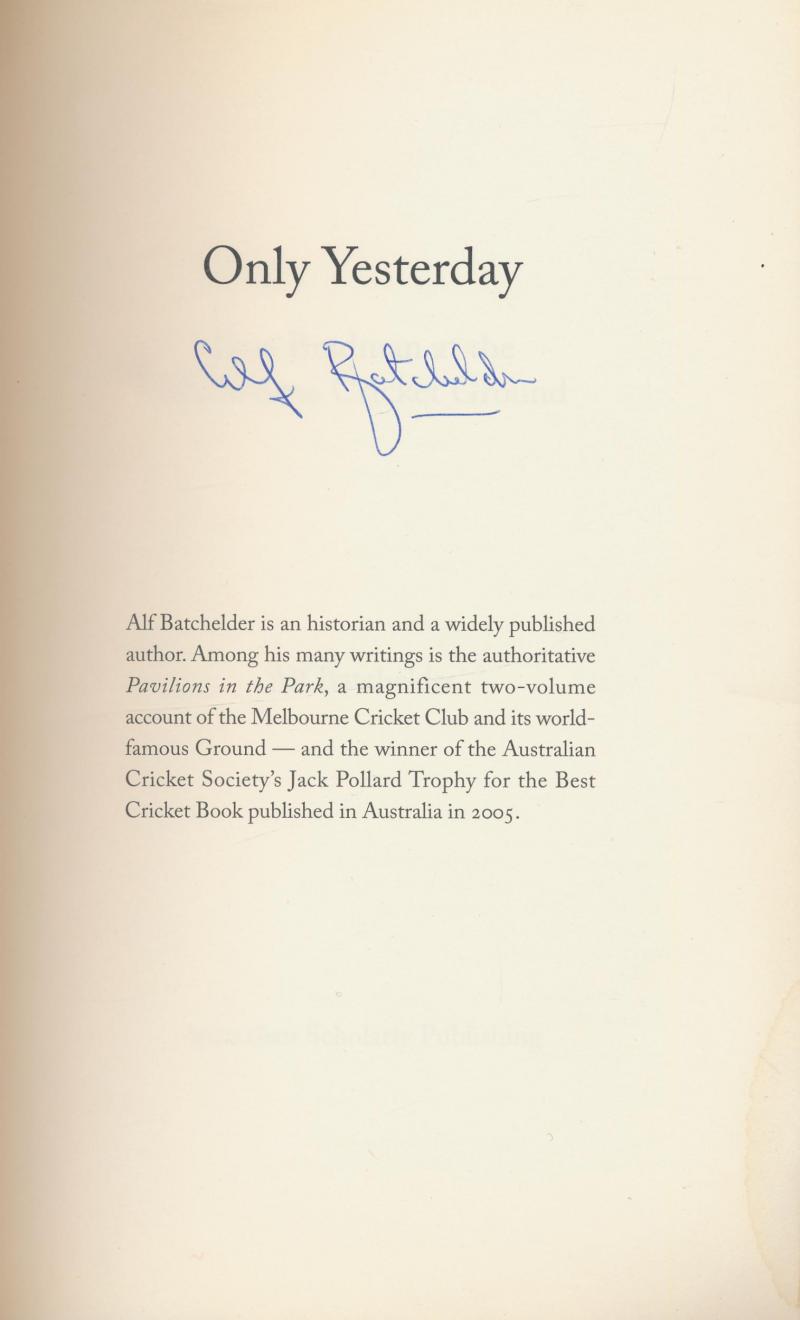 Only Yesterday
Alf Batchelder
Alf Batchelder is an historian and a widely published
author. Among his many writings is the authoritative
Pavilions in the Park, a magnificent two-volume
account of the Melbourne Cricket Club and its world-
famous Ground — and the winner of the Australian
Cricket Society’s Jack Pollard Trophy for the Best
Cricket Book published in Australia in 2005.